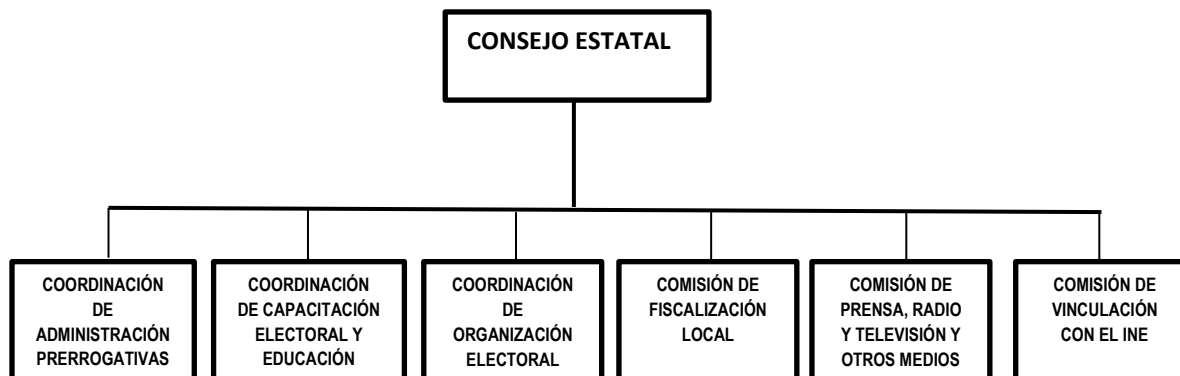 CONSEJO ESTATAL
COORDINACIÓN
DE
ADMINISTRACIÓN
PRERROGATIVAS
COORDINACIÓN
DE CAPACITACIÓN
ELECTORAL Y
EDUCACIÓN
COORDINACIÓN
DE
ORGANIZACIÓN
ELECTORAL
COMISIÓN DE
FISCALIZACIÓN
LOCAL
COMISIÓN DE
PRENSA, RADIO
Y TELEVISIÓN Y
OTROS MEDIOS
COMISIÓN DE
VINCULACIÓN
CON EL INE